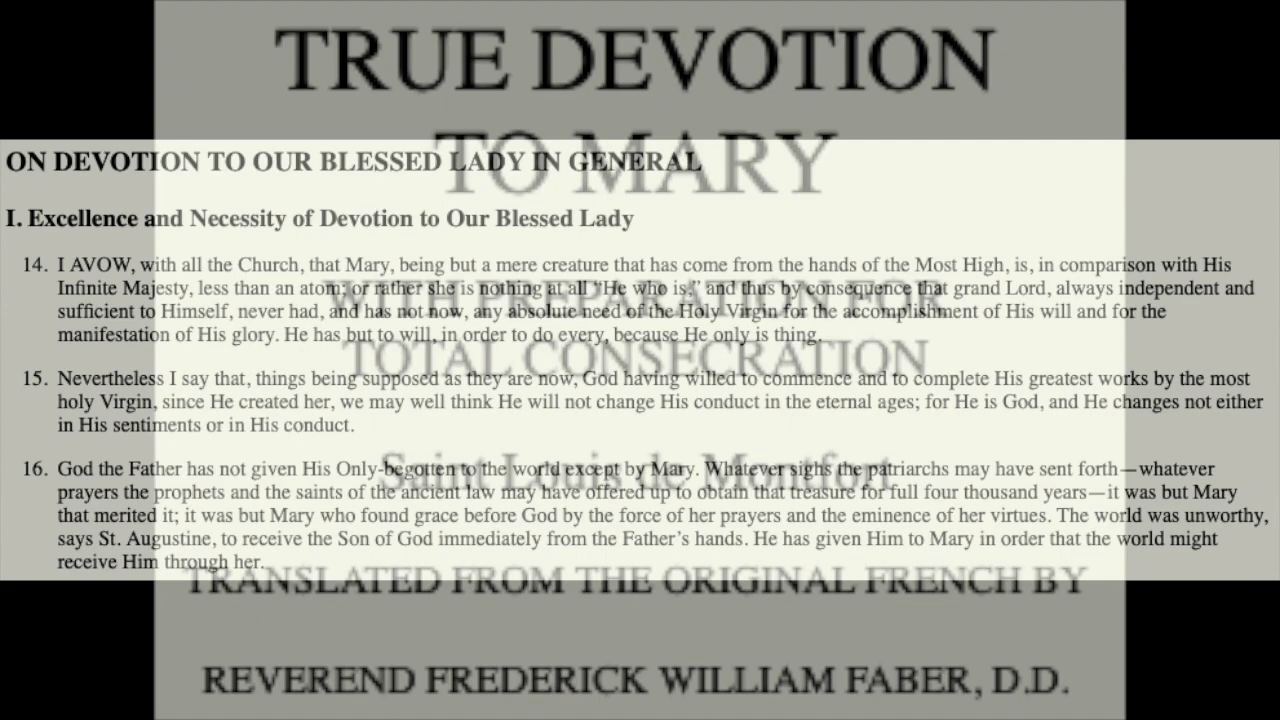 TRUE DEVOTION
TO MARY
ON DEVOTION TO OUR BLESSED LADY IN GENERAL
I. Excellence and Necessity of Devotion to Our Blessed Lady
14. I AVOW, with all the Church, that Mary, being but a mere creature that has come from the hands of the Most High, is, in comparison with His
Infinite Majesty, less than an atom; or rather she is nothing at all "He who is," and thus by consequence that grand Lord, always independent and
sufficient to Himself, never had, and has not now, any absolute need of the Holy Virgin for the accomplishment of His will and for the
manifestation of His glory. He has but to will, in order to do every, because He only is thing.
WITH PREPARATION FOR
TOTAL CONSECRATION
15. Nevertheless I say that, things being supposed as they are now, God having willed to commence and to complete His greatest works by the most
holy Virgin, since He created her, we may well think He will not change His conduct in the eternal ages; for He is God, and He changes not either
in His sentiments or in His conduct.
Saint Louis de Montfort
16. God the Father has not given His Only-begotten to the world except by Mary. Whatever sighs the patriarchs may have sent forth—whatever
prayers the prophets and the saints of the ancient law may have offered up to obtain that treasure for full four thousand years—it was but Mary
that merited it; it was but Mary who found grace before God by the force of her prayers and the eminence of her virtues. The world was unworthy,
says St. Augustine, to receive the Son of God immediately from the Father's hands. He has given Him to Mary in order that the world might
receive Him through her.
TRANSLATED FROM THE ORIGINAL FRENCH BY
REVEREND FREDERICK WILLIAM FABER, D.D.